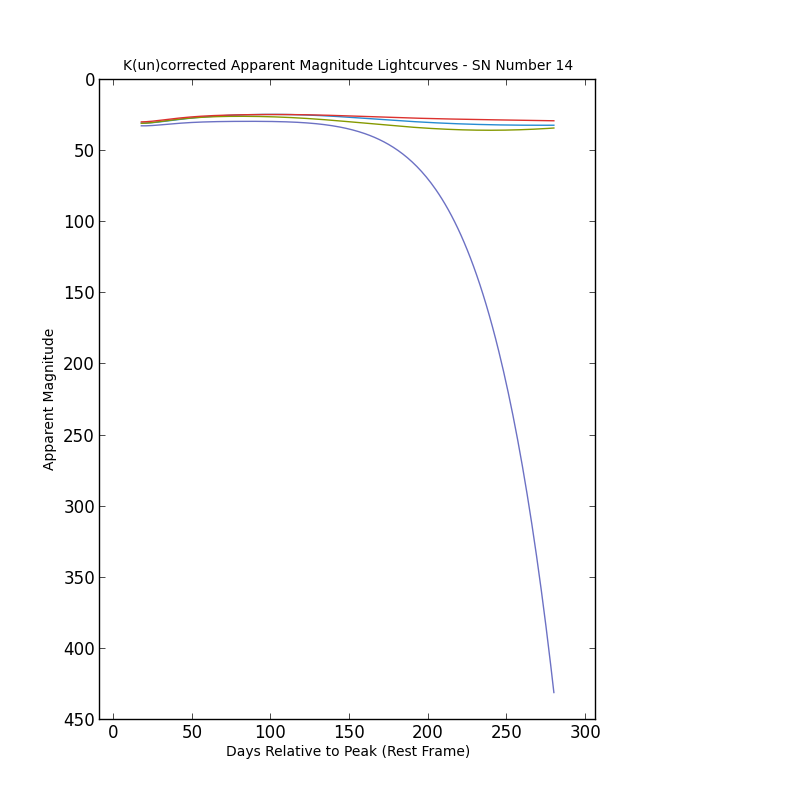 K(un)corrected Apparent Magnitude Lightcurves - SN Number 14
0
50
100
150
200
250
300
350
400
450
Apparent Magnitude
0 50 100 150 200 250 300
Days Relative to Peak (Rest Frame)